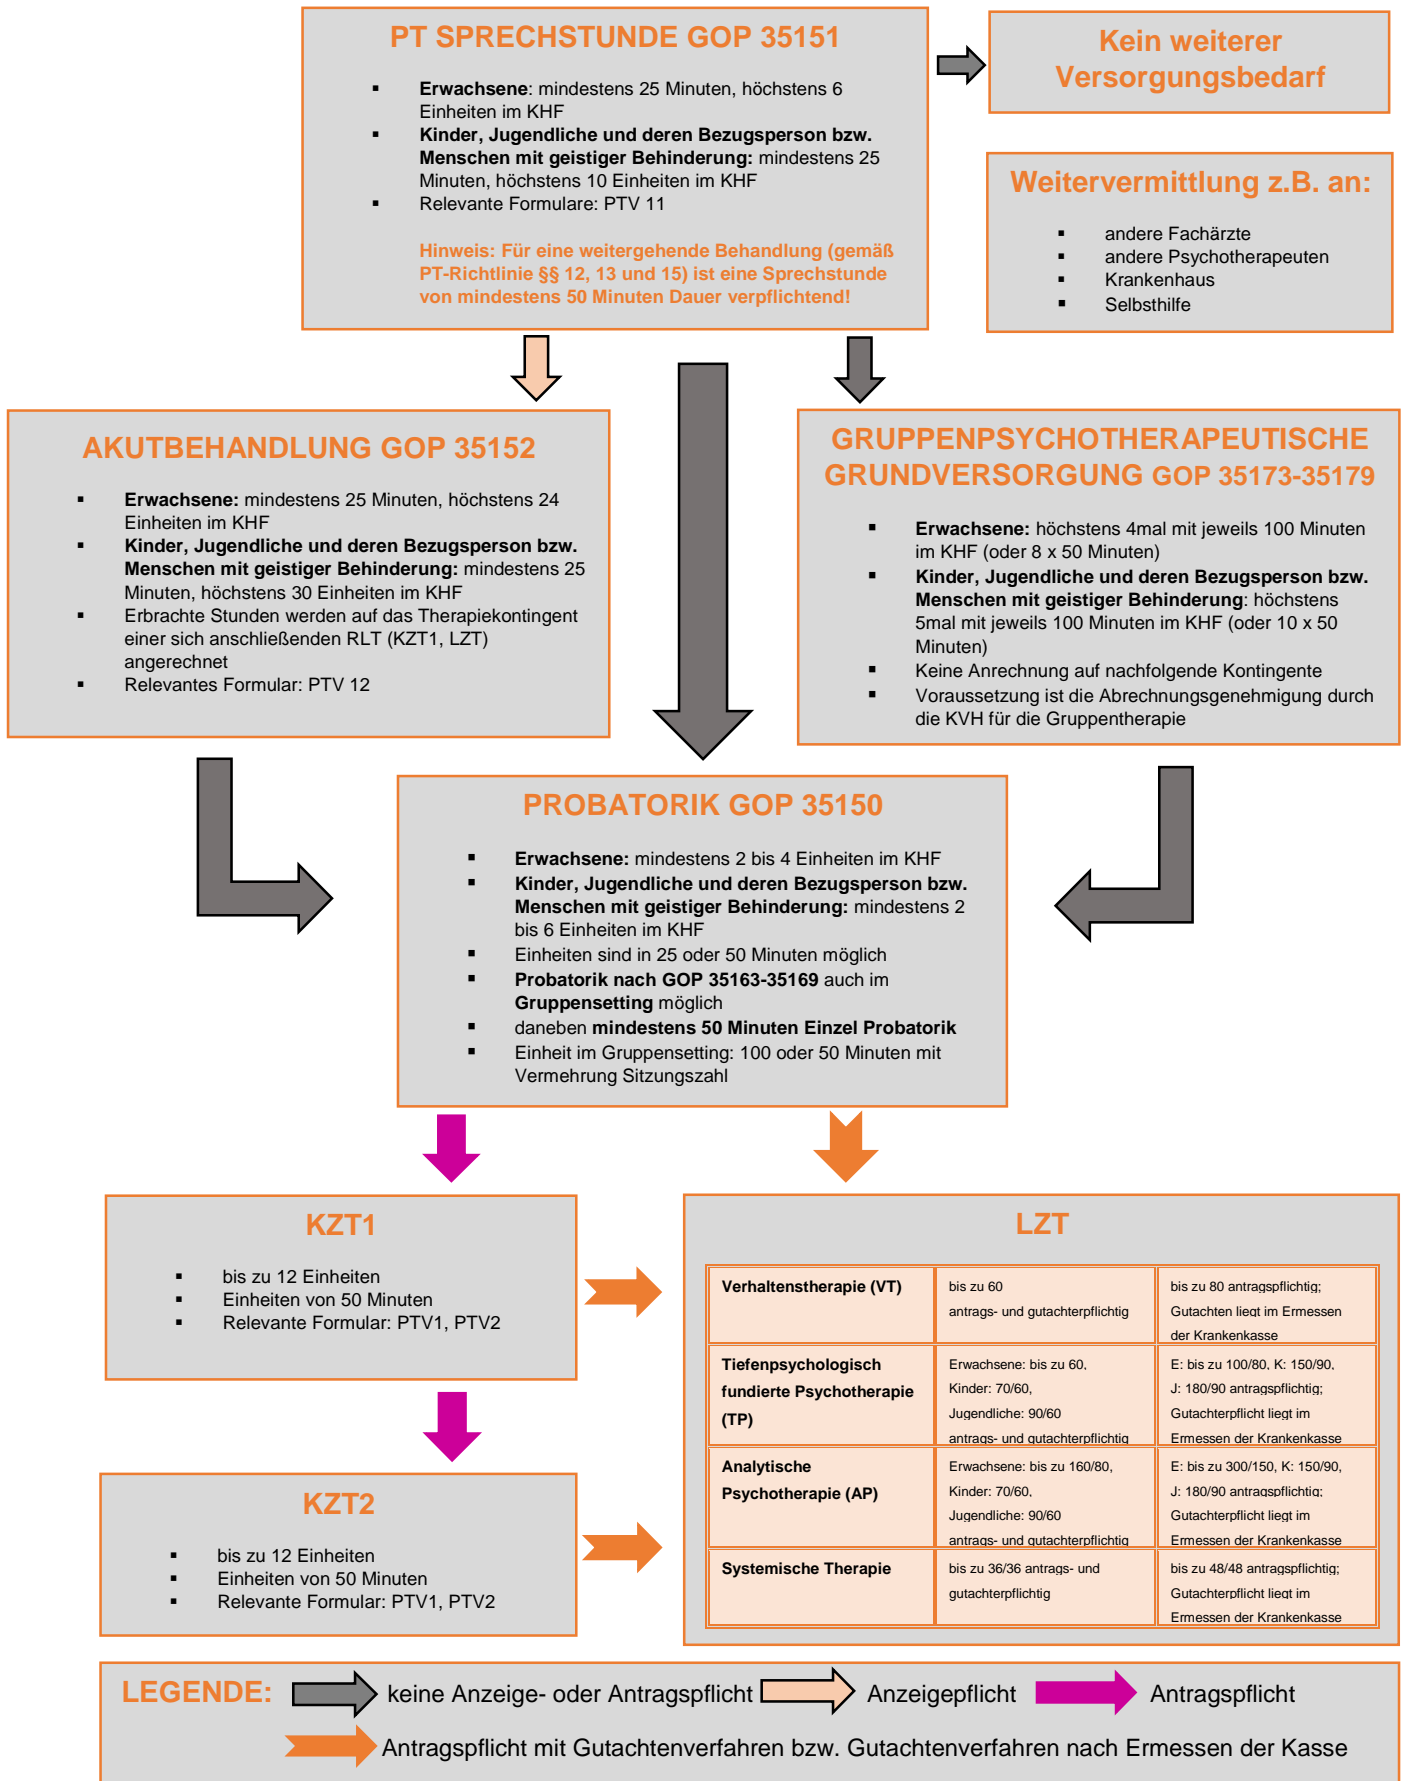 PT SPRECHSTUNDE GOP 35151
▪ Erwachsene: mindestens 25 Minuten, höchstens 6
Einheiten im KHF
▪ Kinder, Jugendliche und deren Bezugsperson bzw.
Menschen mit geistiger Behinderung: mindestens 25
Minuten, höchstens 10 Einheiten im KHF
▪ Relevante Formulare: PTV 11
Hinweis: Für eine weitergehende Behandlung (gemäß
PT-Richtlinie §§ 12, 13 und 15) ist eine Sprechstunde
von mindestens 50 Minuten Dauer verpflichtend!
Kein weiterer
Versorgungsbedarf
Weitervermittlung z.B. an:
▪ andere Fachärzte
▪ andere Psychotherapeuten
▪ Krankenhaus
▪ Selbsthilfe
AKUTBEHANDLUNG GOP 35152
▪ Erwachsene: mindestens 25 Minuten, höchstens 24
Einheiten im KHF
▪ Kinder, Jugendliche und deren Bezugsperson bzw.
Menschen mit geistiger Behinderung: mindestens 25
Minuten, höchstens 30 Einheiten im KHF
▪ Erbrachte Stunden werden auf das Therapiekontingent
einer sich anschließenden RLT (KZT1, LZT)
angerechnet
▪ Relevantes Formular: PTV 12
GRUPPENPSYCHOTHERAPEUTISCHE
GRUNDVERSORGUNG GOP 35173-35179
▪ Erwachsene: höchstens 4mal mit jeweils 100 Minuten
im KHF (oder 8 x 50 Minuten)
▪ Kinder, Jugendliche und deren Bezugsperson bzw.
Menschen mit geistiger Behinderung: höchstens
5mal mit jeweils 100 Minuten im KHF (oder 10 x 50
Minuten)
▪ Keine Anrechnung auf nachfolgende Kontingente
▪ Voraussetzung ist die Abrechnungsgenehmigung durch
die KVH für die Gruppentherapie
PROBATORIK GOP 35150
▪ Erwachsene: mindestens 2 bis 4 Einheiten im KHF
▪ Kinder, Jugendliche und deren Bezugsperson bzw.
Menschen mit geistiger Behinderung: mindestens 2
bis 6 Einheiten im KHF
▪ Einheiten sind in 25 oder 50 Minuten möglich
▪ Probatorik nach GOP 35163-35169 auch im
Gruppensetting möglich
▪ daneben mindestens 50 Minuten Einzel Probatorik
▪ Einheit im Gruppensetting: 100 oder 50 Minuten mit
Vermehrung Sitzungszahl
KZT1
▪ bis zu 12 Einheiten
▪ Einheiten von 50 Minuten
▪ Relevante Formular: PTV1, PTV2
KZT2
▪ bis zu 12 Einheiten
▪ Einheiten von 50 Minuten
▪ Relevante Formular: PTV1, PTV2
LZT
Verhaltenstherapie (VT)
bis zu 60
antrags- und gutachterpflichtig
bis zu 80 antragspflichtig;
Gutachten liegt im Ermessen
der Krankenkasse
Tiefenpsychologisch
fundierte Psychotherapie
(TP)
Erwachsene: bis zu 60,
Kinder: 70/60,
Jugendliche: 90/60
antrags- und gutachterpflichtig
E: bis zu 100/80, K: 150/90,
J: 180/90 antragspflichtig;
Gutachterpflicht liegt im
Ermessen der Krankenkasse
Analytische
Psychotherapie (AP)
Erwachsene: bis zu 160/80,
Kinder: 70/60,
Jugendliche: 90/60
antrags- und gutachterpflichtig
E: bis zu 300/150, K: 150/90,
J: 180/90 antragspflichtig;
Gutachterpflicht liegt im
Ermessen der Krankenkasse
Systemische Therapie
bis zu 36/36 antrags- und
gutachterpflichtig
bis zu 48/48 antragspflichtig;
Gutachterpflicht liegt im
Ermessen der Krankenkasse
LEGENDE: keine Anzeige- oder Antragspflicht Anzeigepflicht Antragspflicht
Antragspflicht mit Gutachtenverfahren bzw. Gutachtenverfahren nach Ermessen der Kasse